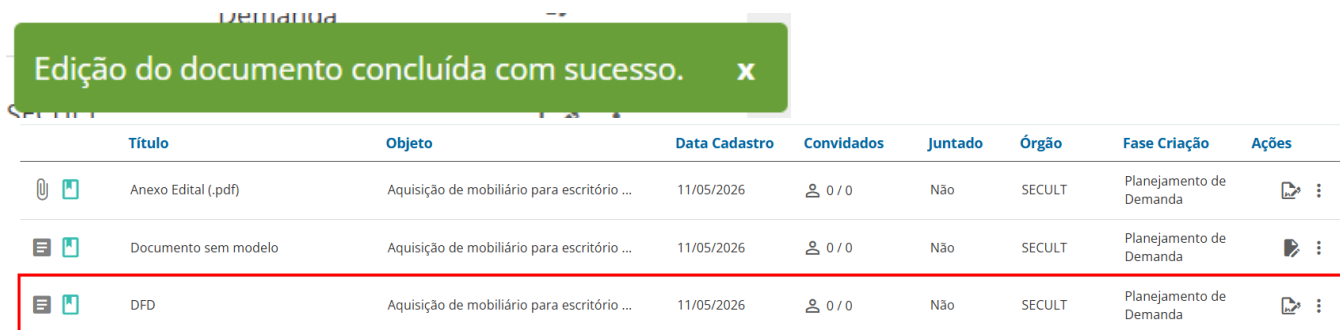 Demanda
Edição do documento concluída com sucesso. x
SECULT
Título Objeto Data Cadastro Convidados Juntado Órgão Fase Criação Ações
Anexo Edital (.pdf) Aquisição de mobiliário para escritório ... 11/05/2026 0 / 0 Não SECULT Planejamento de
Demanda
Documento sem modelo Aquisição de mobiliário para escritório ... 11/05/2026 0 / 0 Não SECULT Planejamento de
Demanda
DFD Aquisição de mobiliário para escritório ... 11/05/2026 0 / 0 Não SECULT Planejamento de
Demanda